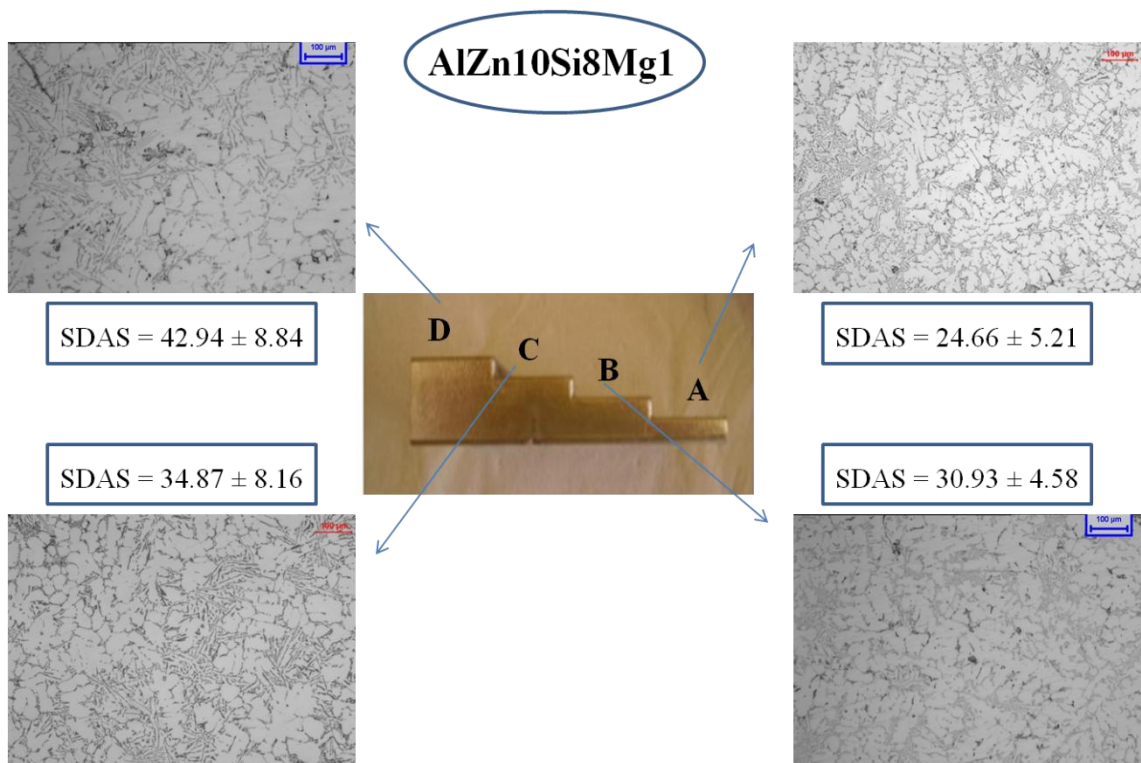 AlZn10Si8Mg1
100 µm
100 µm
SDAS = 42.94 ± 8.84
SDAS = 24.66 ± 5.21
D
C
B
A
SDAS = 34.87 ± 8.16
SDAS = 30.93 ± 4.58
100 µm
100 µm